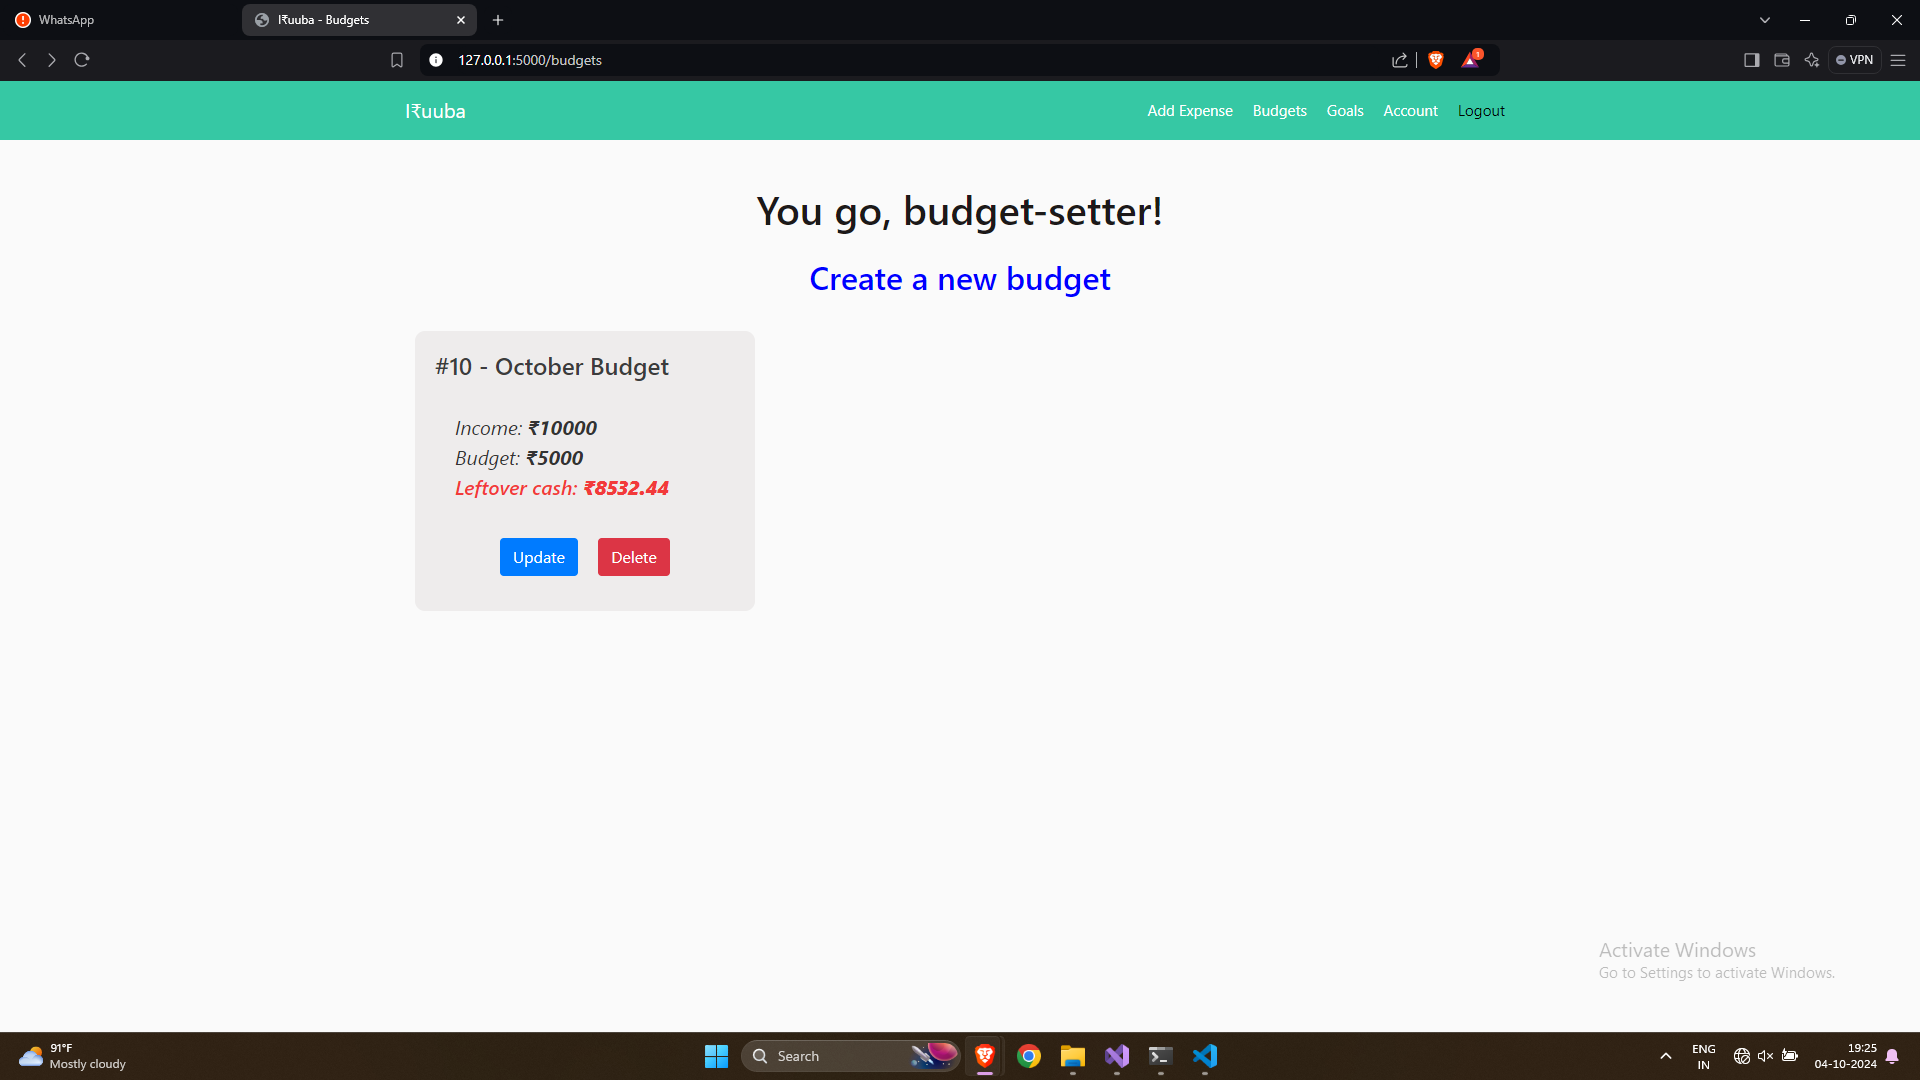 WhatsApp
I₹uuba - Budgets
127.0.0.1:5000/budgets
1
VPN
I₹uuba
Add Expense Budgets Goals Account Logout
You go, budget-setter!
Create a new budget
#10 - October Budget
Income: ₹10000
Budget: ₹5000
Leftover cash: ₹8532.44
Update Delete
Activate Windows
Go to Settings to activate Windows.
91°F
Mostly cloudy
Search
ENG
IN
19:25
04-10-2024